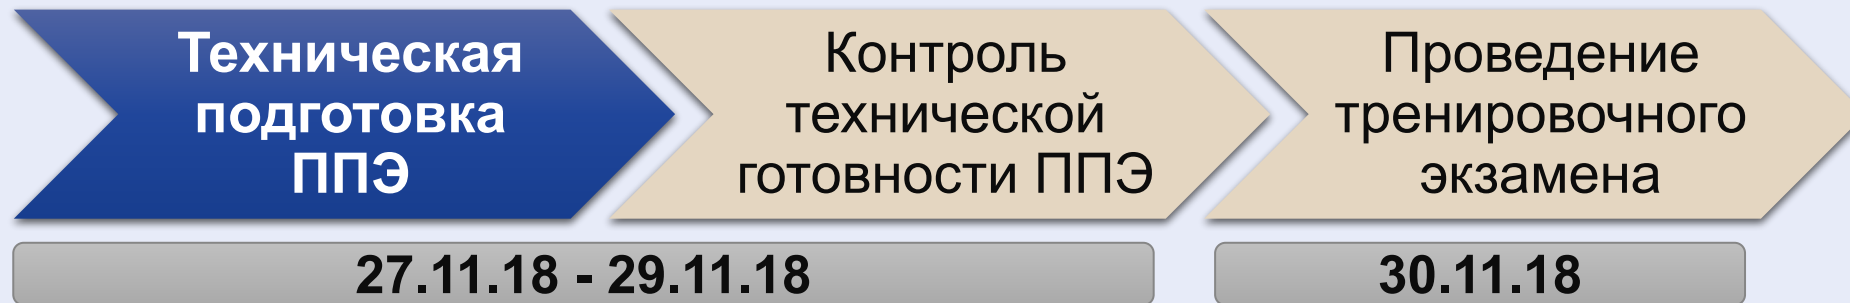 Техническая
подготовка
ППЭ
Контроль
технической
готовности ППЭ
Проведение
тренировочного
экзамена
27.11.18 - 29.11.18
30.11.18